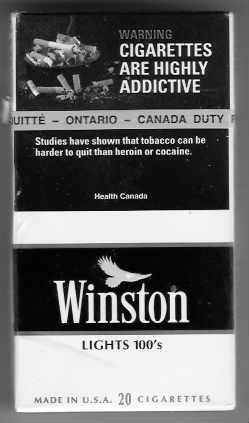 WARNING
CIGARETTES
ARE HIGHLY
ADDICTIVE
UITTÉ – ONTARIO – CANADA DUTY
Studies have shown that tobacco can be
harder to quit than heroin or cocaine.
Health Canada
Winston
LIGHTS 100's
MADE IN U.S.A. 20 CIGARETTES